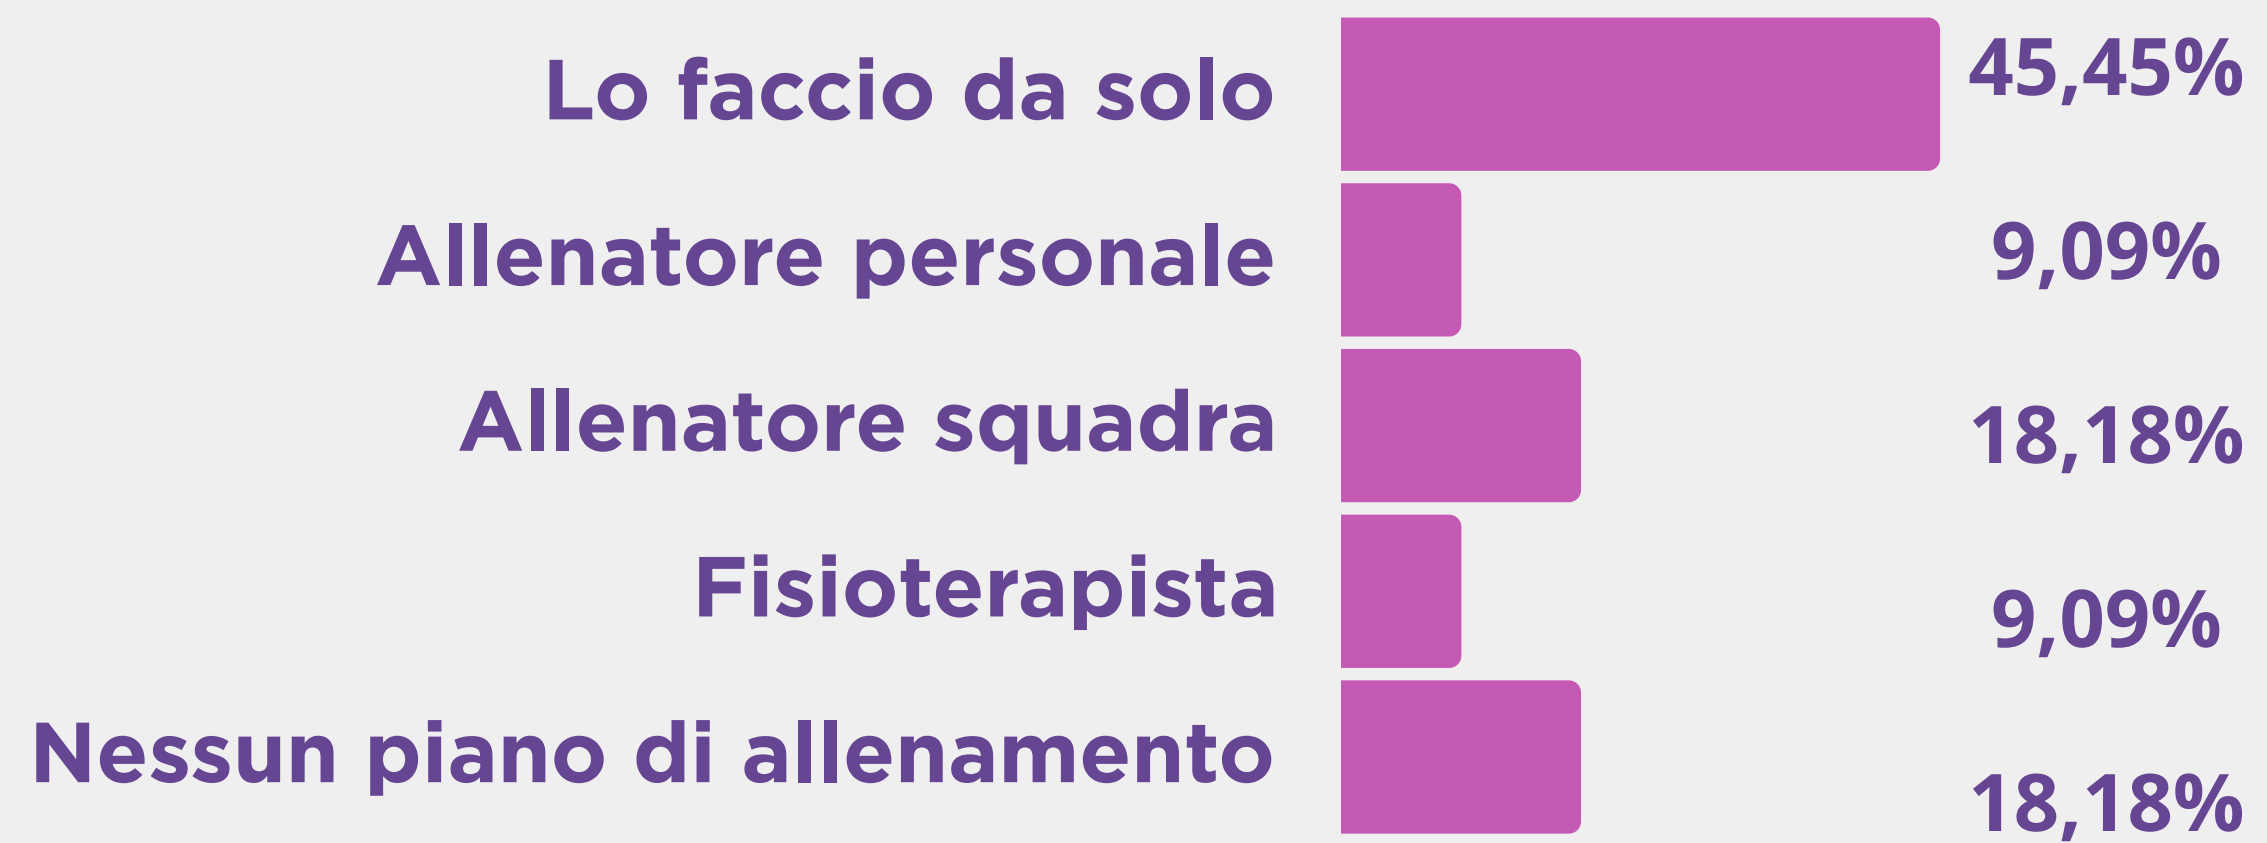 Lo faccio da solo 45,45%
Allenatore personale 9,09%
Allenatore squadra 18,18%
Fisioterapista 9,09%
Nessun piano di allenamento 18,18%